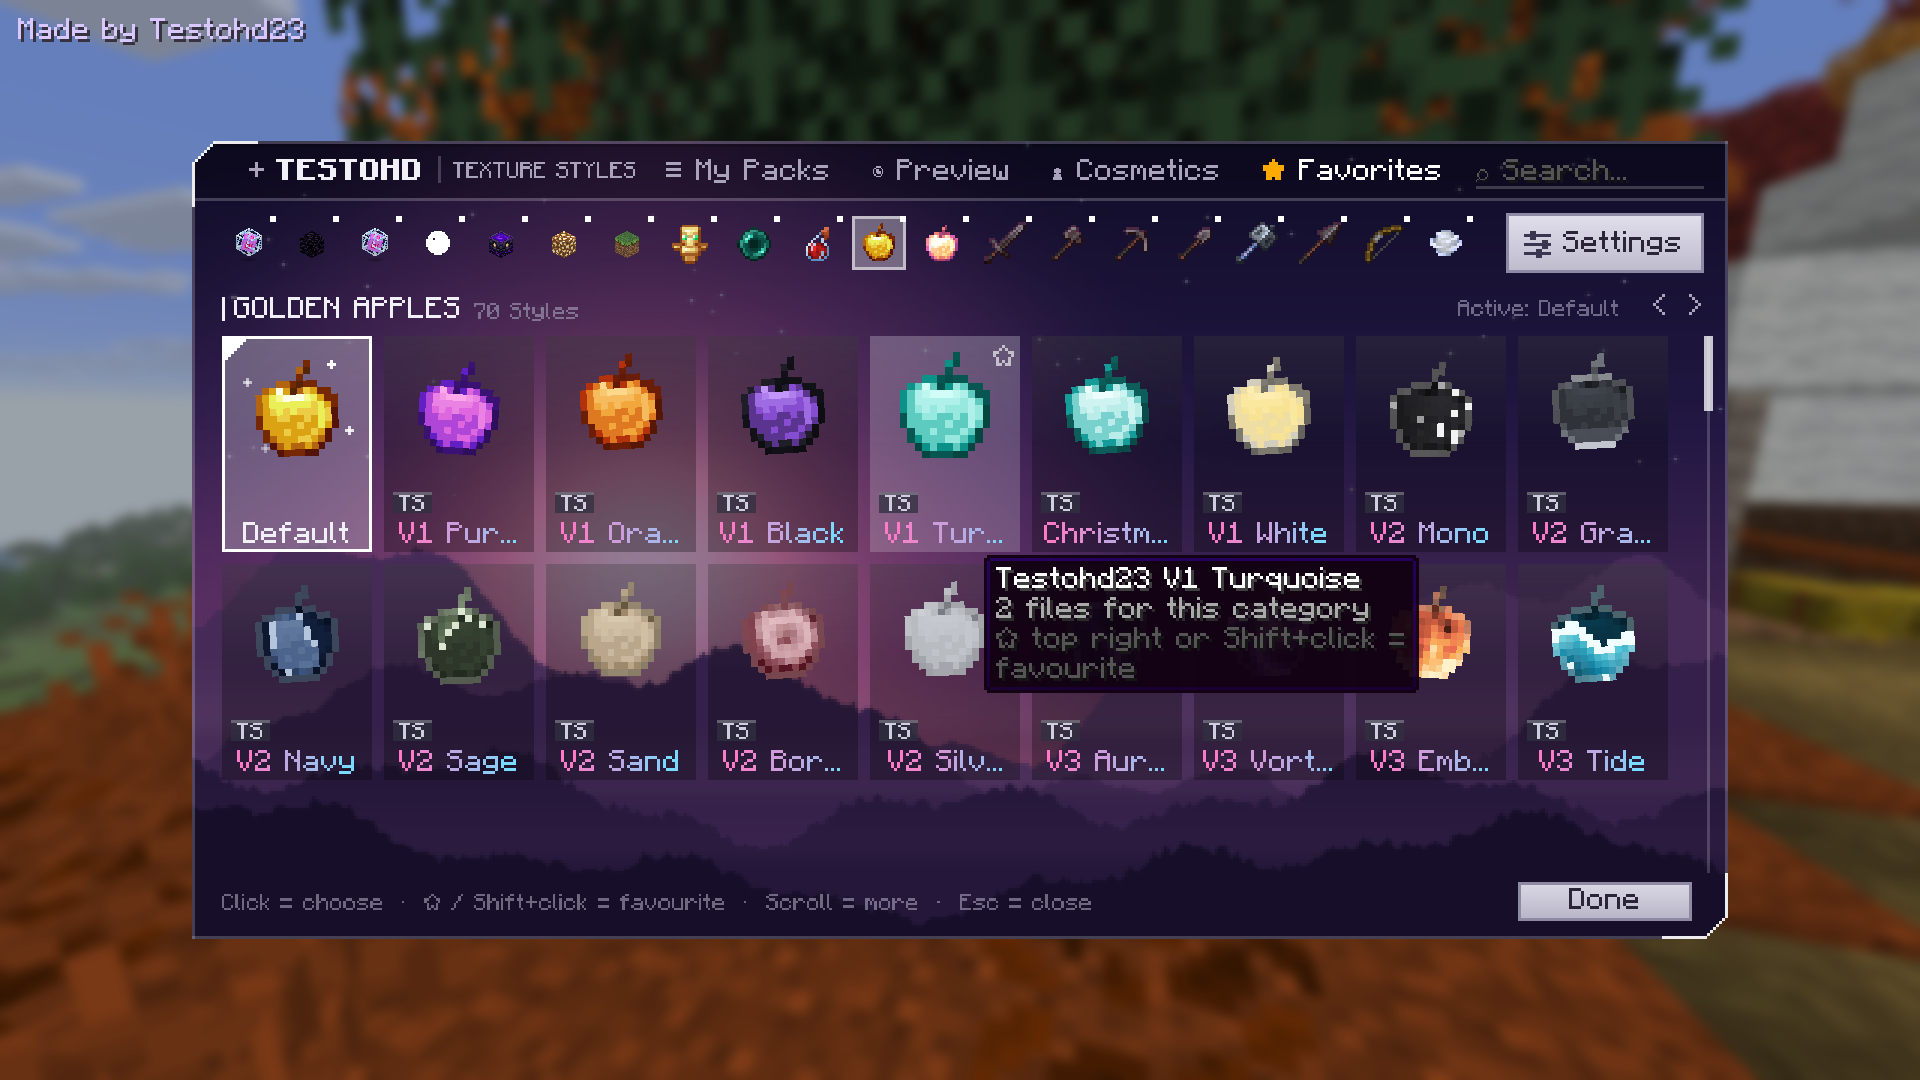 Made by Testohd23
+ TESTOHD | TEXTURE STYLES My Packs Preview Cosmetics Favorites Search...
Settings
GOLDEN APPLES 70 Styles Active: Default < >
TS TS TS TS TS TS TS TS
Default V1 Pur... V1 Ora... V1 Black V1 Tur... Christm... V1 White V2 Mono V2 Gra...
Testohd23 V1 Turquoise
2 files for this category
☆ top right or Shift+click =
favourite
TS TS TS TS TS TS TS TS TS
V2 Navy V2 Sage V2 Sand V2 Bor... V2 Silv... V3 Aur... V3 Vort... V3 Emb... V3 Tide
Click = choose · ☆ / Shift+click = favourite · Scroll = more · Esc = close
Done